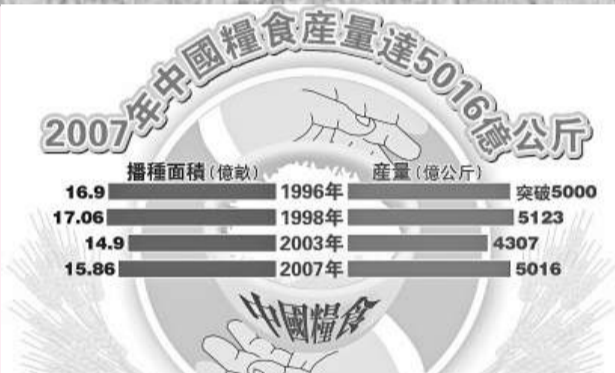 2007年中國糧食産量達5016億公斤
播種面積(億畝) 産量(億公斤)
16.9 1996年 突破5000
17.06 1998年 5123
14.9 2003年 4307
15.86 2007年 5016
中國糧食